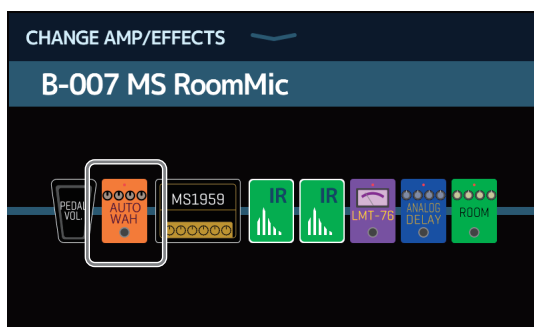 CHANGE AMP/EFFECTS
B-007 MS RoomMic
PEDAL
VOL.
AUTO
WAH
MS1959
IR
IR
LMT-76
ANALOG
DELAY
ROOM